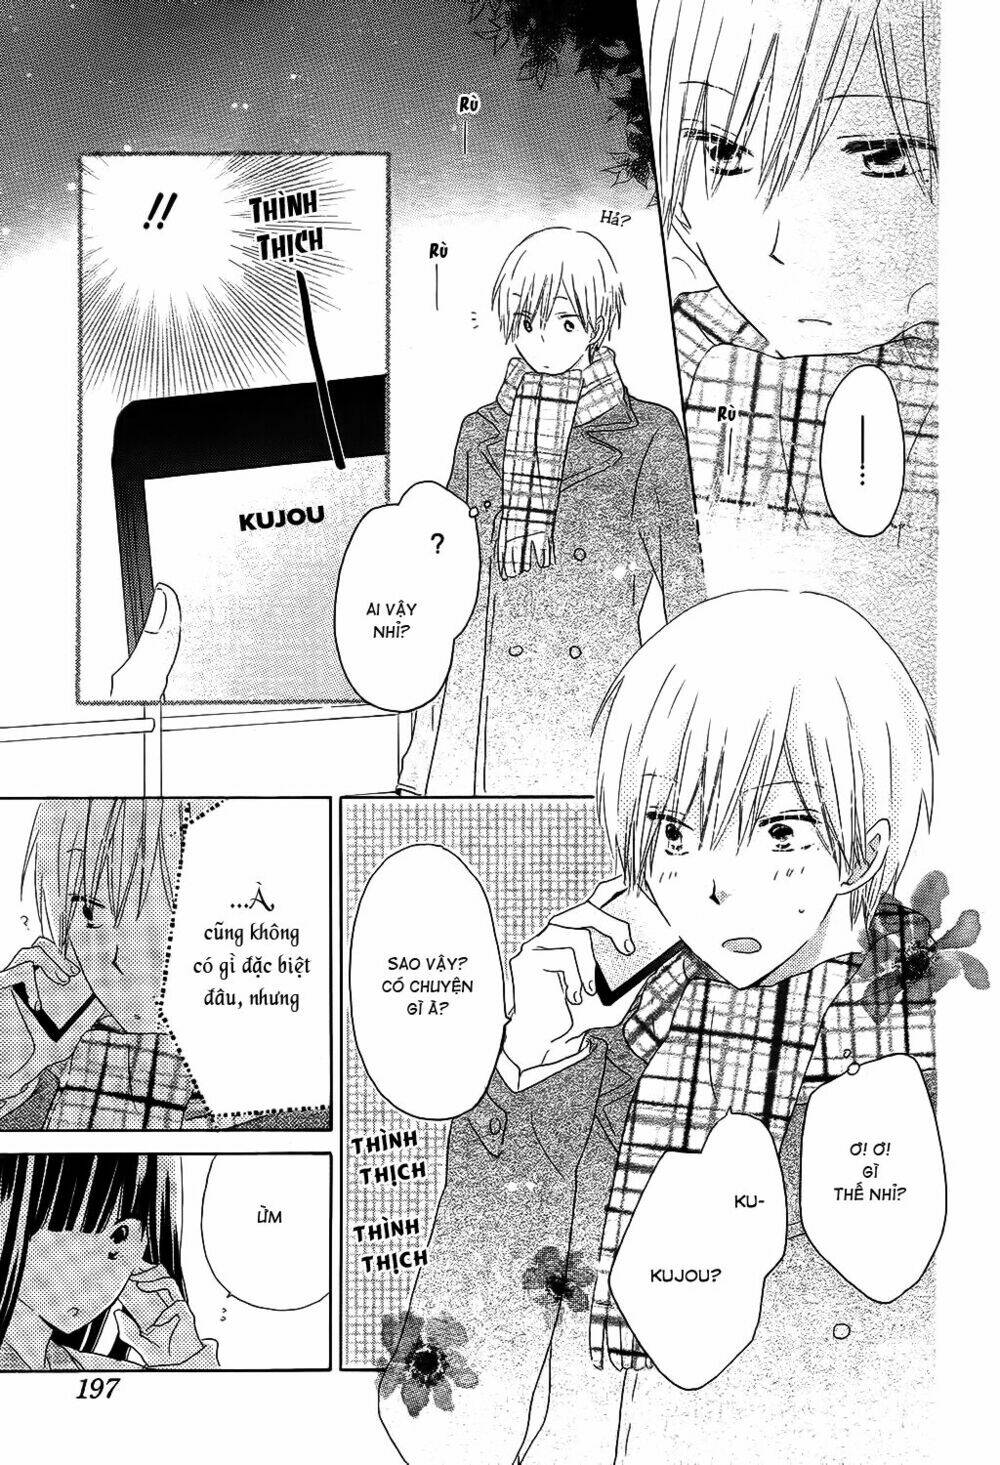 RÙ
HẢ?
RÙ
RÙ
......
?
AI VẬY
NHỈ?
!!
THÌNH
THỊCH
KUJOU
Ơ! Ơ!
GÌ
THẾ NHỈ?
KU-
KUJOU?
SAO VẬY?
CÓ CHUYỆN
GÌ À?
THÌNH
THỊCH
THÌNH
THỊCH
...À
cũng không
có gì đặc biệt
đâu, nhưng
ỪM
197